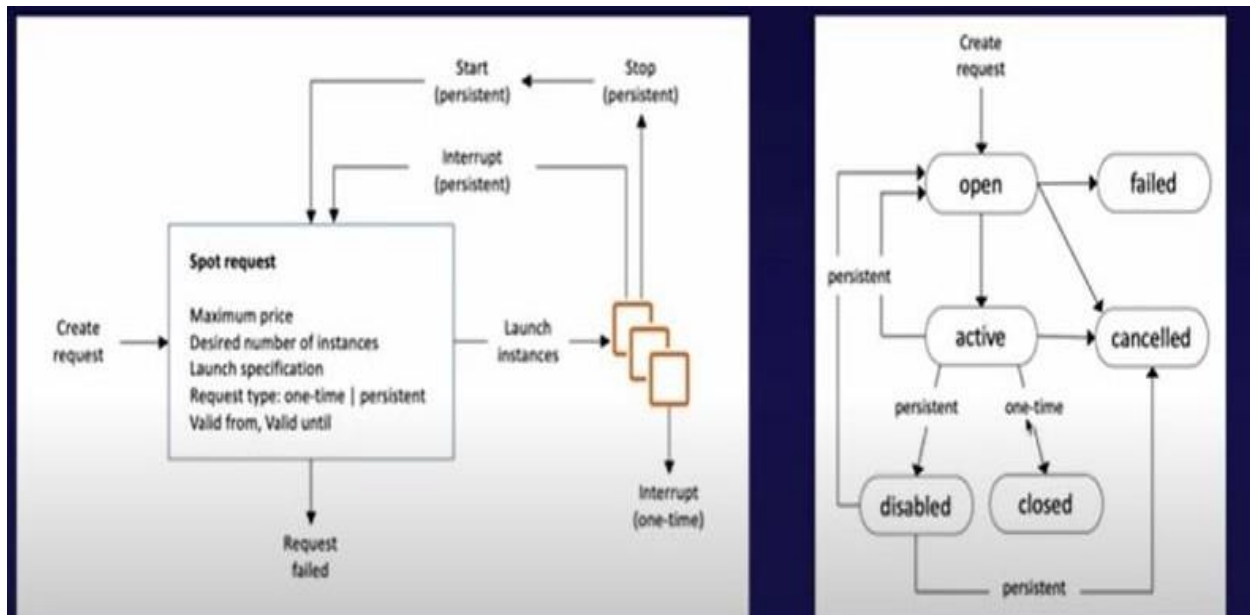 Start
(persistent)
Stop
(persistent)
Interrupt
(persistent)
Spot request
Maximum price
Desired number of instances
Launch specification
Request type: one-time | persistent
Valid from, Valid until
Create
request
Launch
instances
Interrupt
(one-time)
Request
failed
Create
request
open
failed
persistent
active
cancelled
persistent
one-time
disabled
closed
persistent